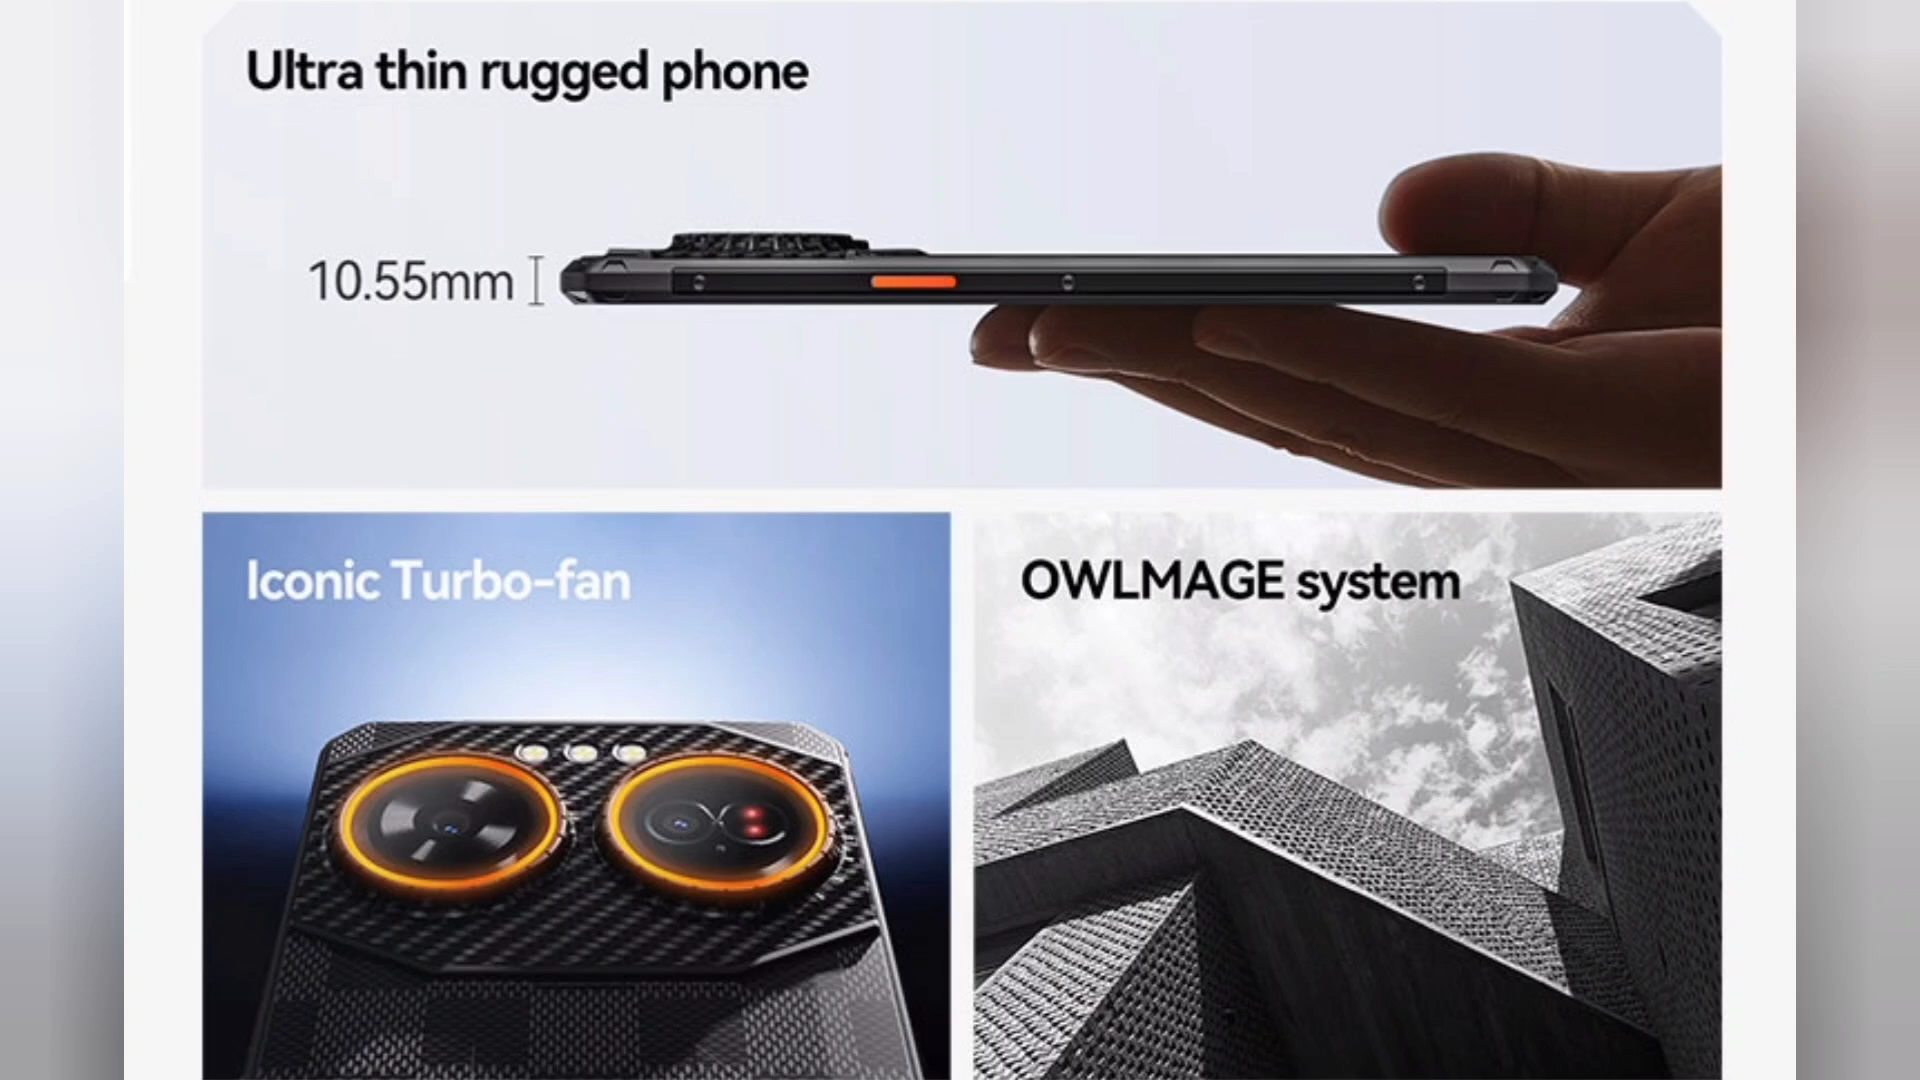 Ultra thin rugged phone
10.55mm
Iconic Turbo-fan
OWLMAGE system